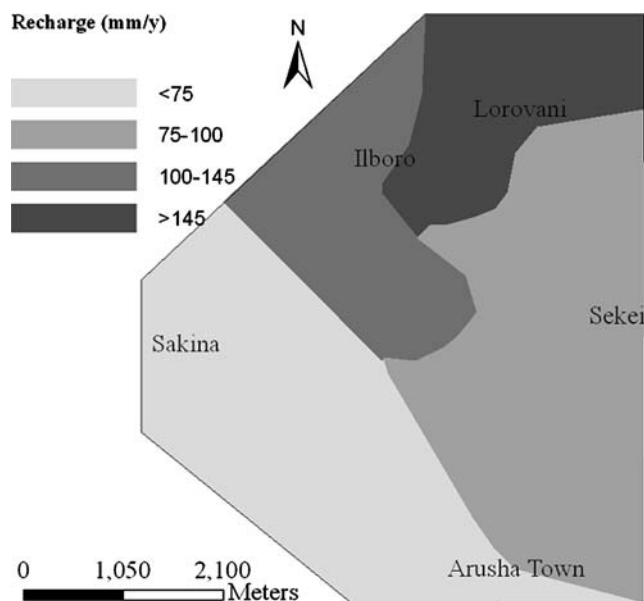 Recharge (mm/y)
N
<75
75-100
100-145
>145
Lorovani
Ilboro
Sekei
Sakina
Arusha Town
0 1,050 2,100
Meters